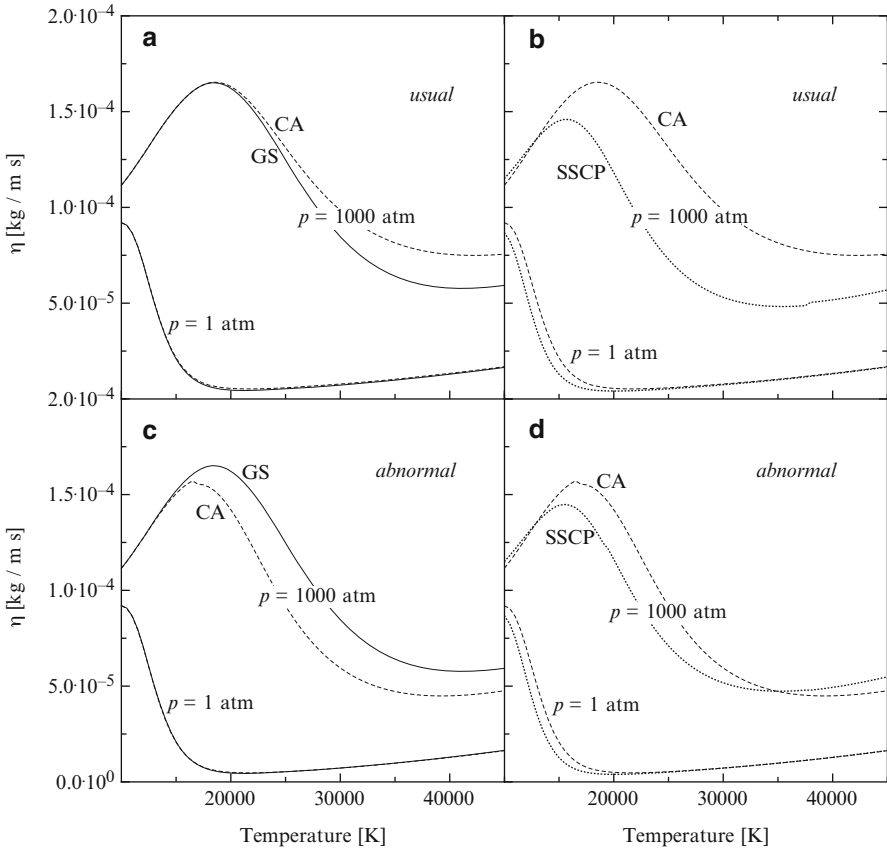 2.0·10⁻⁴
a
usual
CA
GS
p = 1000 atm
p = 1 atm
1.5·10⁻⁴
1.0·10⁻⁴
5.0·10⁻⁵
2.0·10⁻⁴
η [kg / m s]
b
usual
CA
SSCP
p = 1000 atm
p = 1 atm
c
abnormal
GS
CA
p = 1000 atm
p = 1 atm
1.5·10⁻⁴
1.0·10⁻⁴
5.0·10⁻⁵
0.0·10⁰
η [kg / m s]
20000
30000
40000
Temperature [K]
d
abnormal
CA
SSCP
p = 1000 atm
p = 1 atm
20000
30000
40000
Temperature [K]